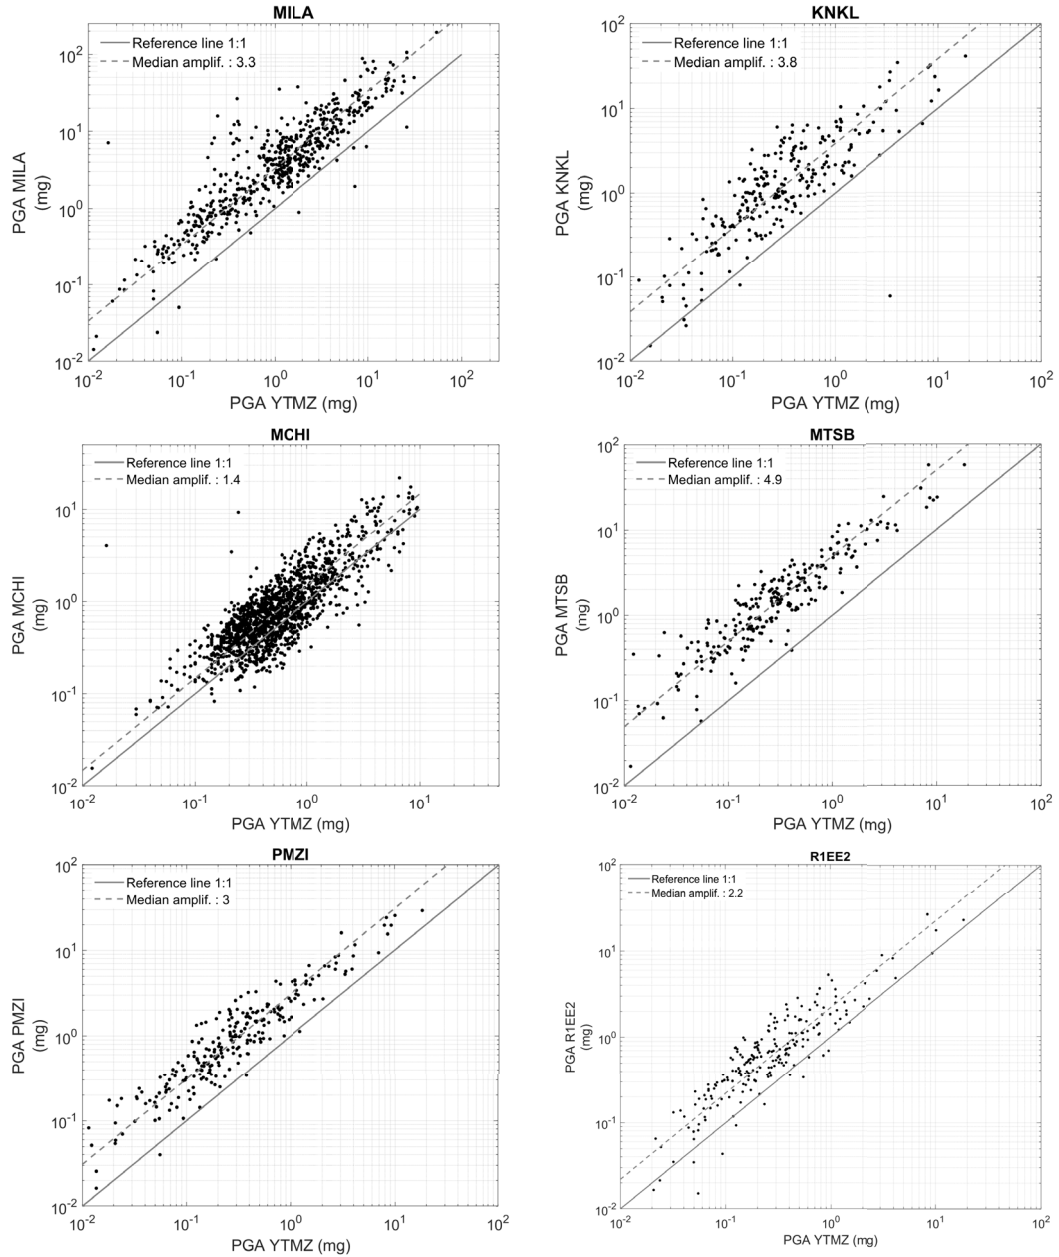 MILA
Reference line 1:1
Median amplif. : 3.3
10^2
10^1
10^0
10^-1
10^-2
PGA MILA
(mg)
10^-2 10^-1 10^0 10^1 10^2
PGA YTMZ (mg)
KNKL
Reference line 1:1
Median amplif. : 3.8
10^2
10^1
10^0
10^-1
10^-2
PGA KNKL
(mg)
10^-2 10^-1 10^0 10^1 10^2
PGA YTMZ (mg)
MCHI
Reference line 1:1
Median amplif. : 1.4
10^1
10^0
10^-1
10^-2
PGA MCHI
(mg)
10^-2 10^-1 10^0 10^1
PGA YTMZ (mg)
MTSB
Reference line 1:1
Median amplif. : 4.9
10^2
10^1
10^0
10^-1
10^-2
PGA MTSB
(mg)
10^-2 10^-1 10^0 10^1 10^2
PGA YTMZ (mg)
PMZI
Reference line 1:1
Median amplif. : 3
10^2
10^1
10^0
10^-1
10^-2
PGA PMZI
(mg)
10^-2 10^-1 10^0 10^1 10^2
PGA YTMZ (mg)
R1EE2
Reference line 1:1
Median amplif. : 2.2
10^2
10^1
10^0
10^-1
10^-2
PGA R1EE2
(mg)
10^-2 10^-1 10^0 10^1 10^2
PGA YTMZ (mg)